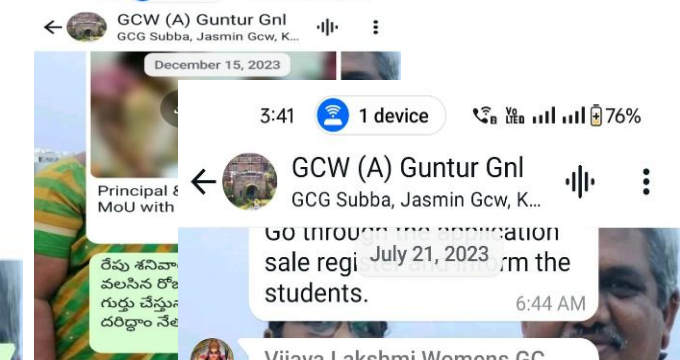 GCW (A) Guntur Gnl
GCG Subba, Jasmin Gcw, K...
December 15, 2023
Principal &
MoU with
రేపు శనివా
వలసిన రోజ
గుర్తు చేస్తున
దరిద్రాం నేత
3:41
1 device
Vo
76%
GCW (A) Guntur Gnl
GCG Subba, Jasmin Gcw, K...
Go through the application
sale register and inform the
July 21, 2023
students.
6:44 AM
Vijaya Lakshmi Womens GC